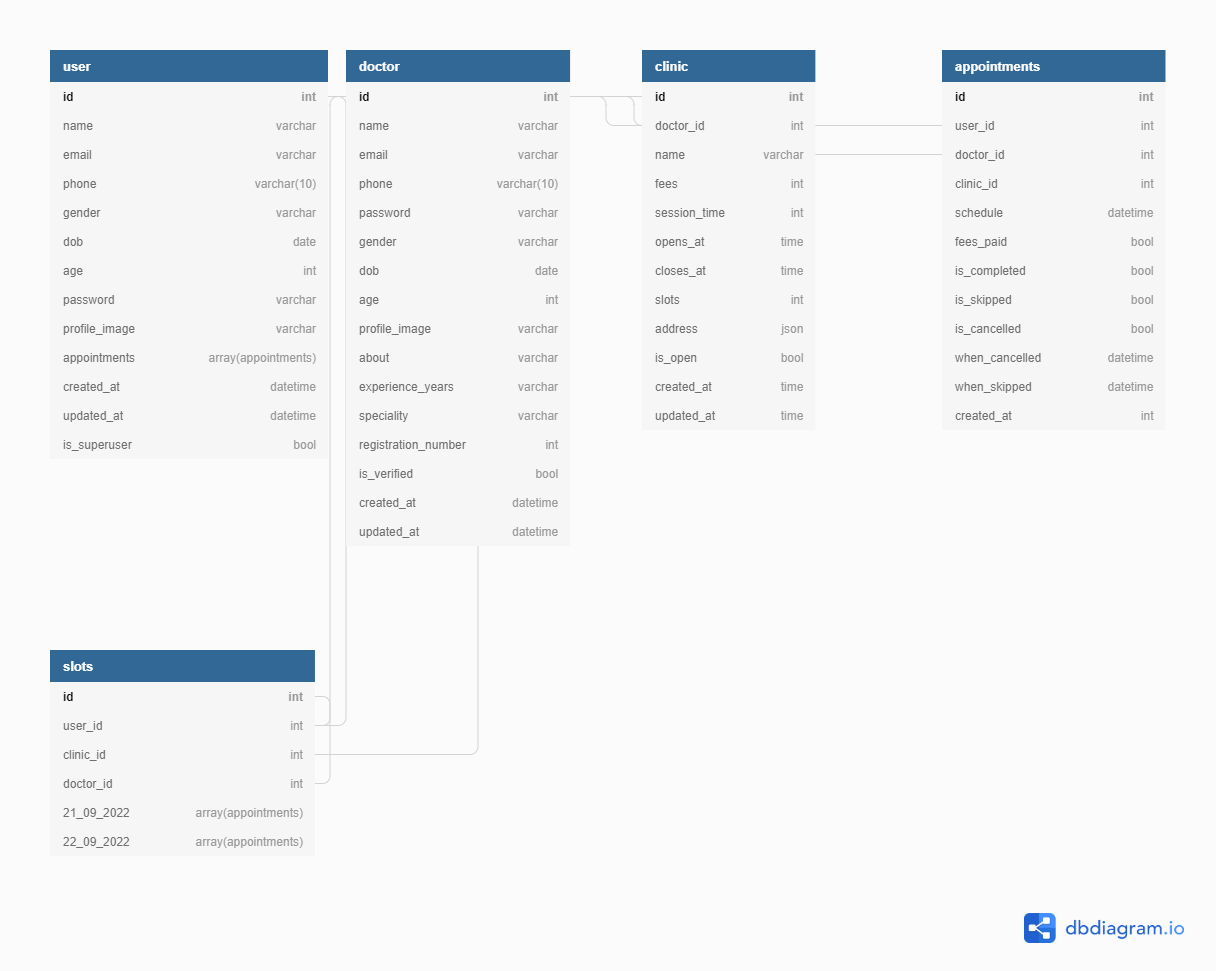 user
id int
name varchar
email varchar
phone varchar(10)
gender varchar
dob date
age int
password varchar
profile_image varchar
appointments array(appointments)
created_at datetime
updated_at datetime
is_superuser bool
doctor
id int
name varchar
email varchar
phone varchar(10)
password varchar
gender varchar
dob date
age int
profile_image varchar
about varchar
experience_years varchar
speciality varchar
registration_number int
is_verified bool
created_at datetime
updated_at datetime
clinic
id int
doctor_id int
name varchar
fees int
session_time int
opens_at time
closes_at time
slots int
address json
is_open bool
created_at time
updated_at time
appointments
id int
user_id int
doctor_id int
clinic_id int
schedule datetime
fees_paid bool
is_completed bool
is_skipped bool
is_cancelled bool
when_cancelled datetime
when_skipped datetime
created_at int
slots
id int
user_id int
clinic_id int
doctor_id int
21_09_2022 array(appointments)
22_09_2022 array(appointments)
dbdiagram.io